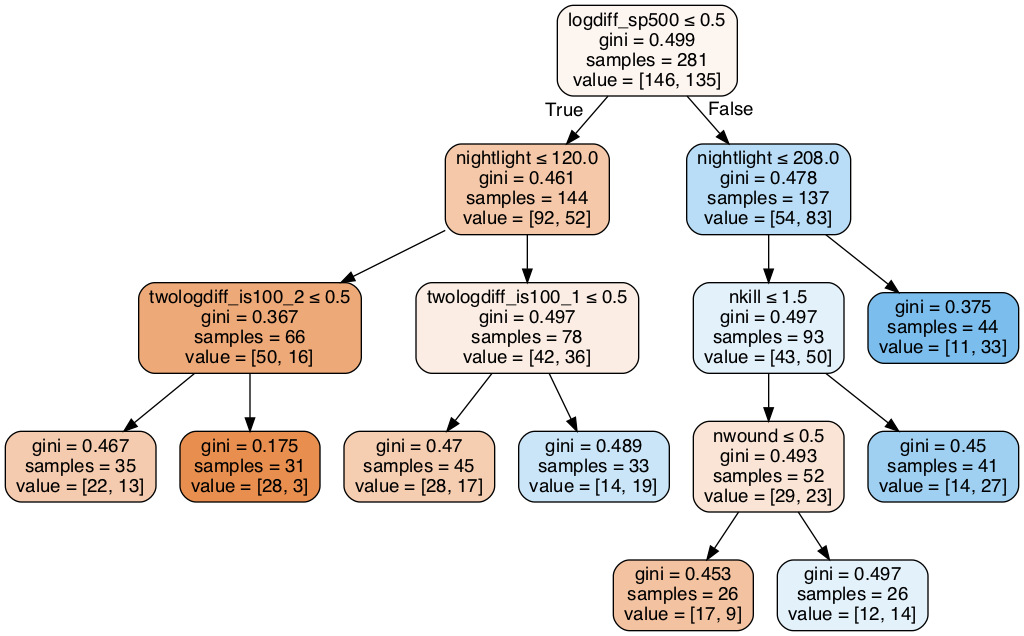 logdiff_sp500 ≤ 0.5
gini = 0.499
samples = 281
value = [146, 135]
True
False
nightlight ≤ 120.0
gini = 0.461
samples = 144
value = [92, 52]
nightlight ≤ 208.0
gini = 0.478
samples = 137
value = [54, 83]
twologdiff_is100_2 ≤ 0.5
gini = 0.367
samples = 66
value = [50, 16]
twologdiff_is100_1 ≤ 0.5
gini = 0.497
samples = 78
value = [42, 36]
nkill ≤ 1.5
gini = 0.497
samples = 93
value = [43, 50]
gini = 0.375
samples = 44
value = [11, 33]
gini = 0.467
samples = 35
value = [22, 13]
gini = 0.175
samples = 31
value = [28, 3]
gini = 0.47
samples = 45
value = [28, 17]
gini = 0.489
samples = 33
value = [14, 19]
nwound ≤ 0.5
gini = 0.493
samples = 52
value = [29, 23]
gini = 0.45
samples = 41
value = [14, 27]
gini = 0.453
samples = 26
value = [17, 9]
gini = 0.497
samples = 26
value = [12, 14]